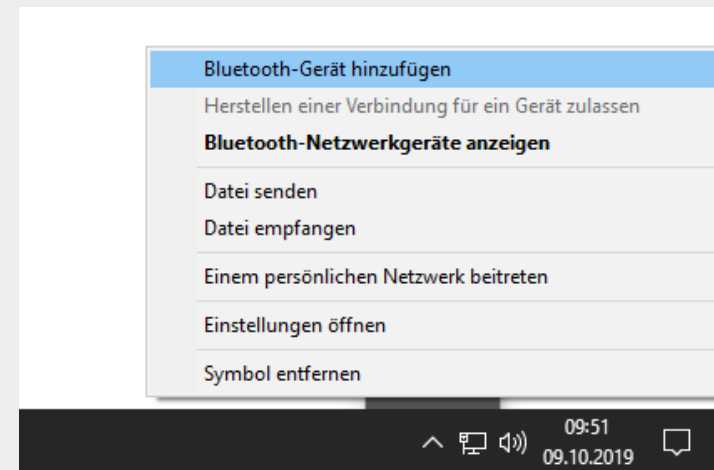 Bluetooth-Gerät hinzufügen
Herstellen einer Verbindung für ein Gerät zulassen
Bluetooth-Netzwerkgeräte anzeigen
Datei senden
Datei empfangen
Einem persönlichen Netzwerk beitreten
Einstellungen öffnen
Symbol entfernen
09:51
09.10.2019